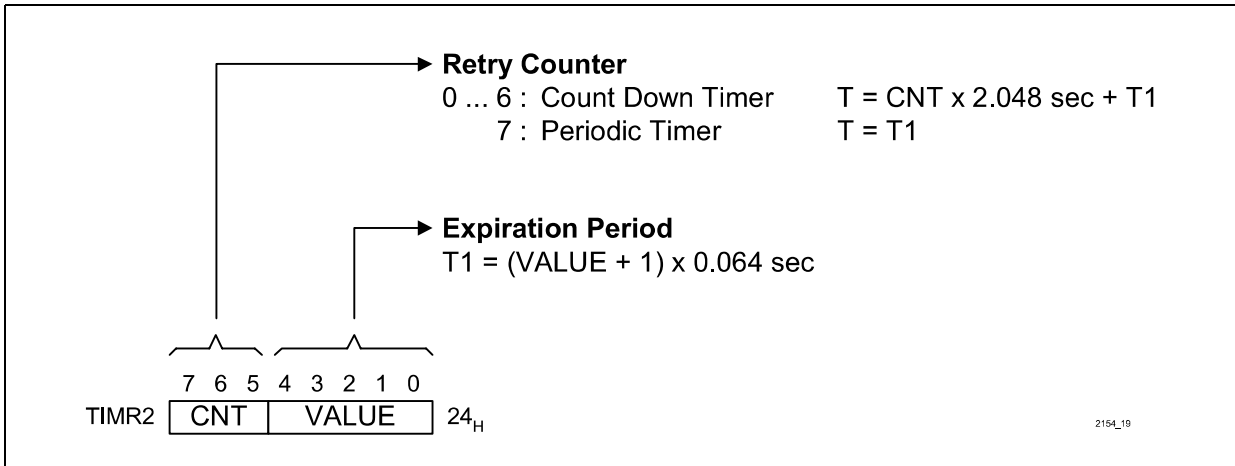 Retry Counter
0 ... 6 : Count Down Timer T = CNT x 2.048 sec + T1
7 : Periodic Timer T = T1
Expiration Period
T1 = (VALUE + 1) x 0.064 sec
7 6 5 4 3 2 1 0
TIMR2 CNT VALUE 24H
2154_19